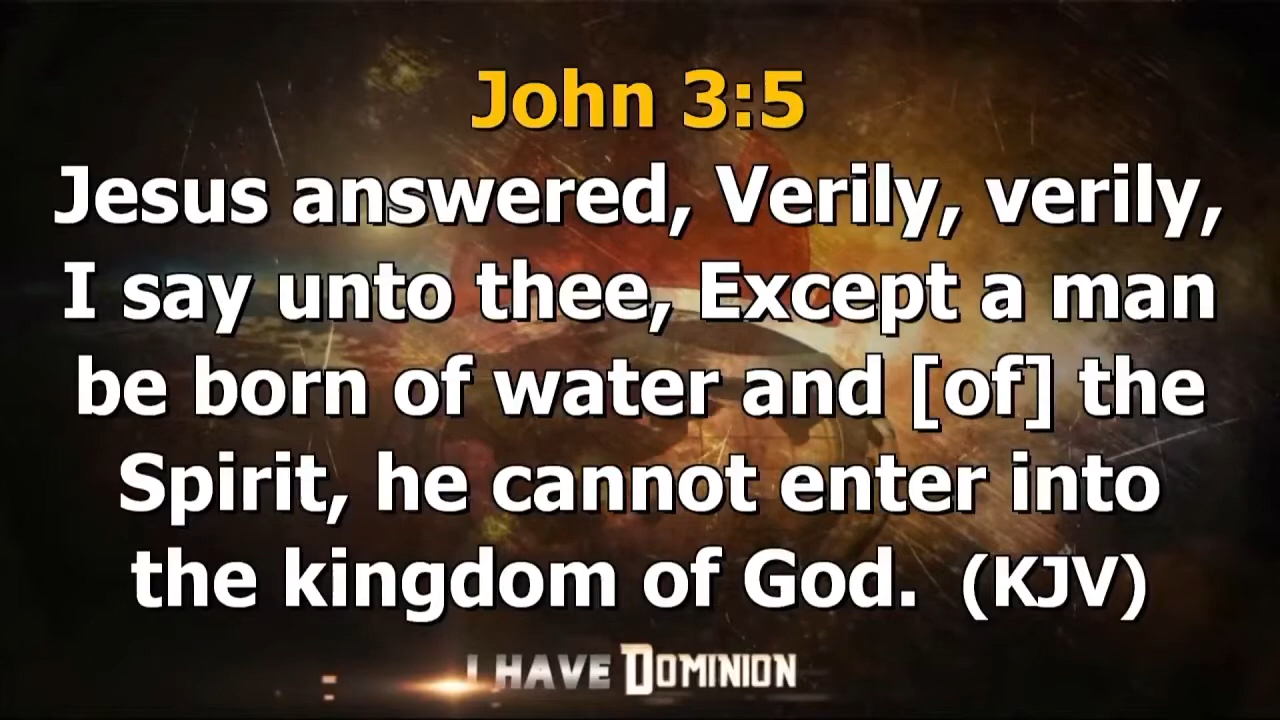 John 3:5
Jesus answered, Verily, verily,
I say unto thee, Except a man
be born of water and [of] the
Spirit, he cannot enter into
the kingdom of God.  (KJV)
I HAVE DOMINION